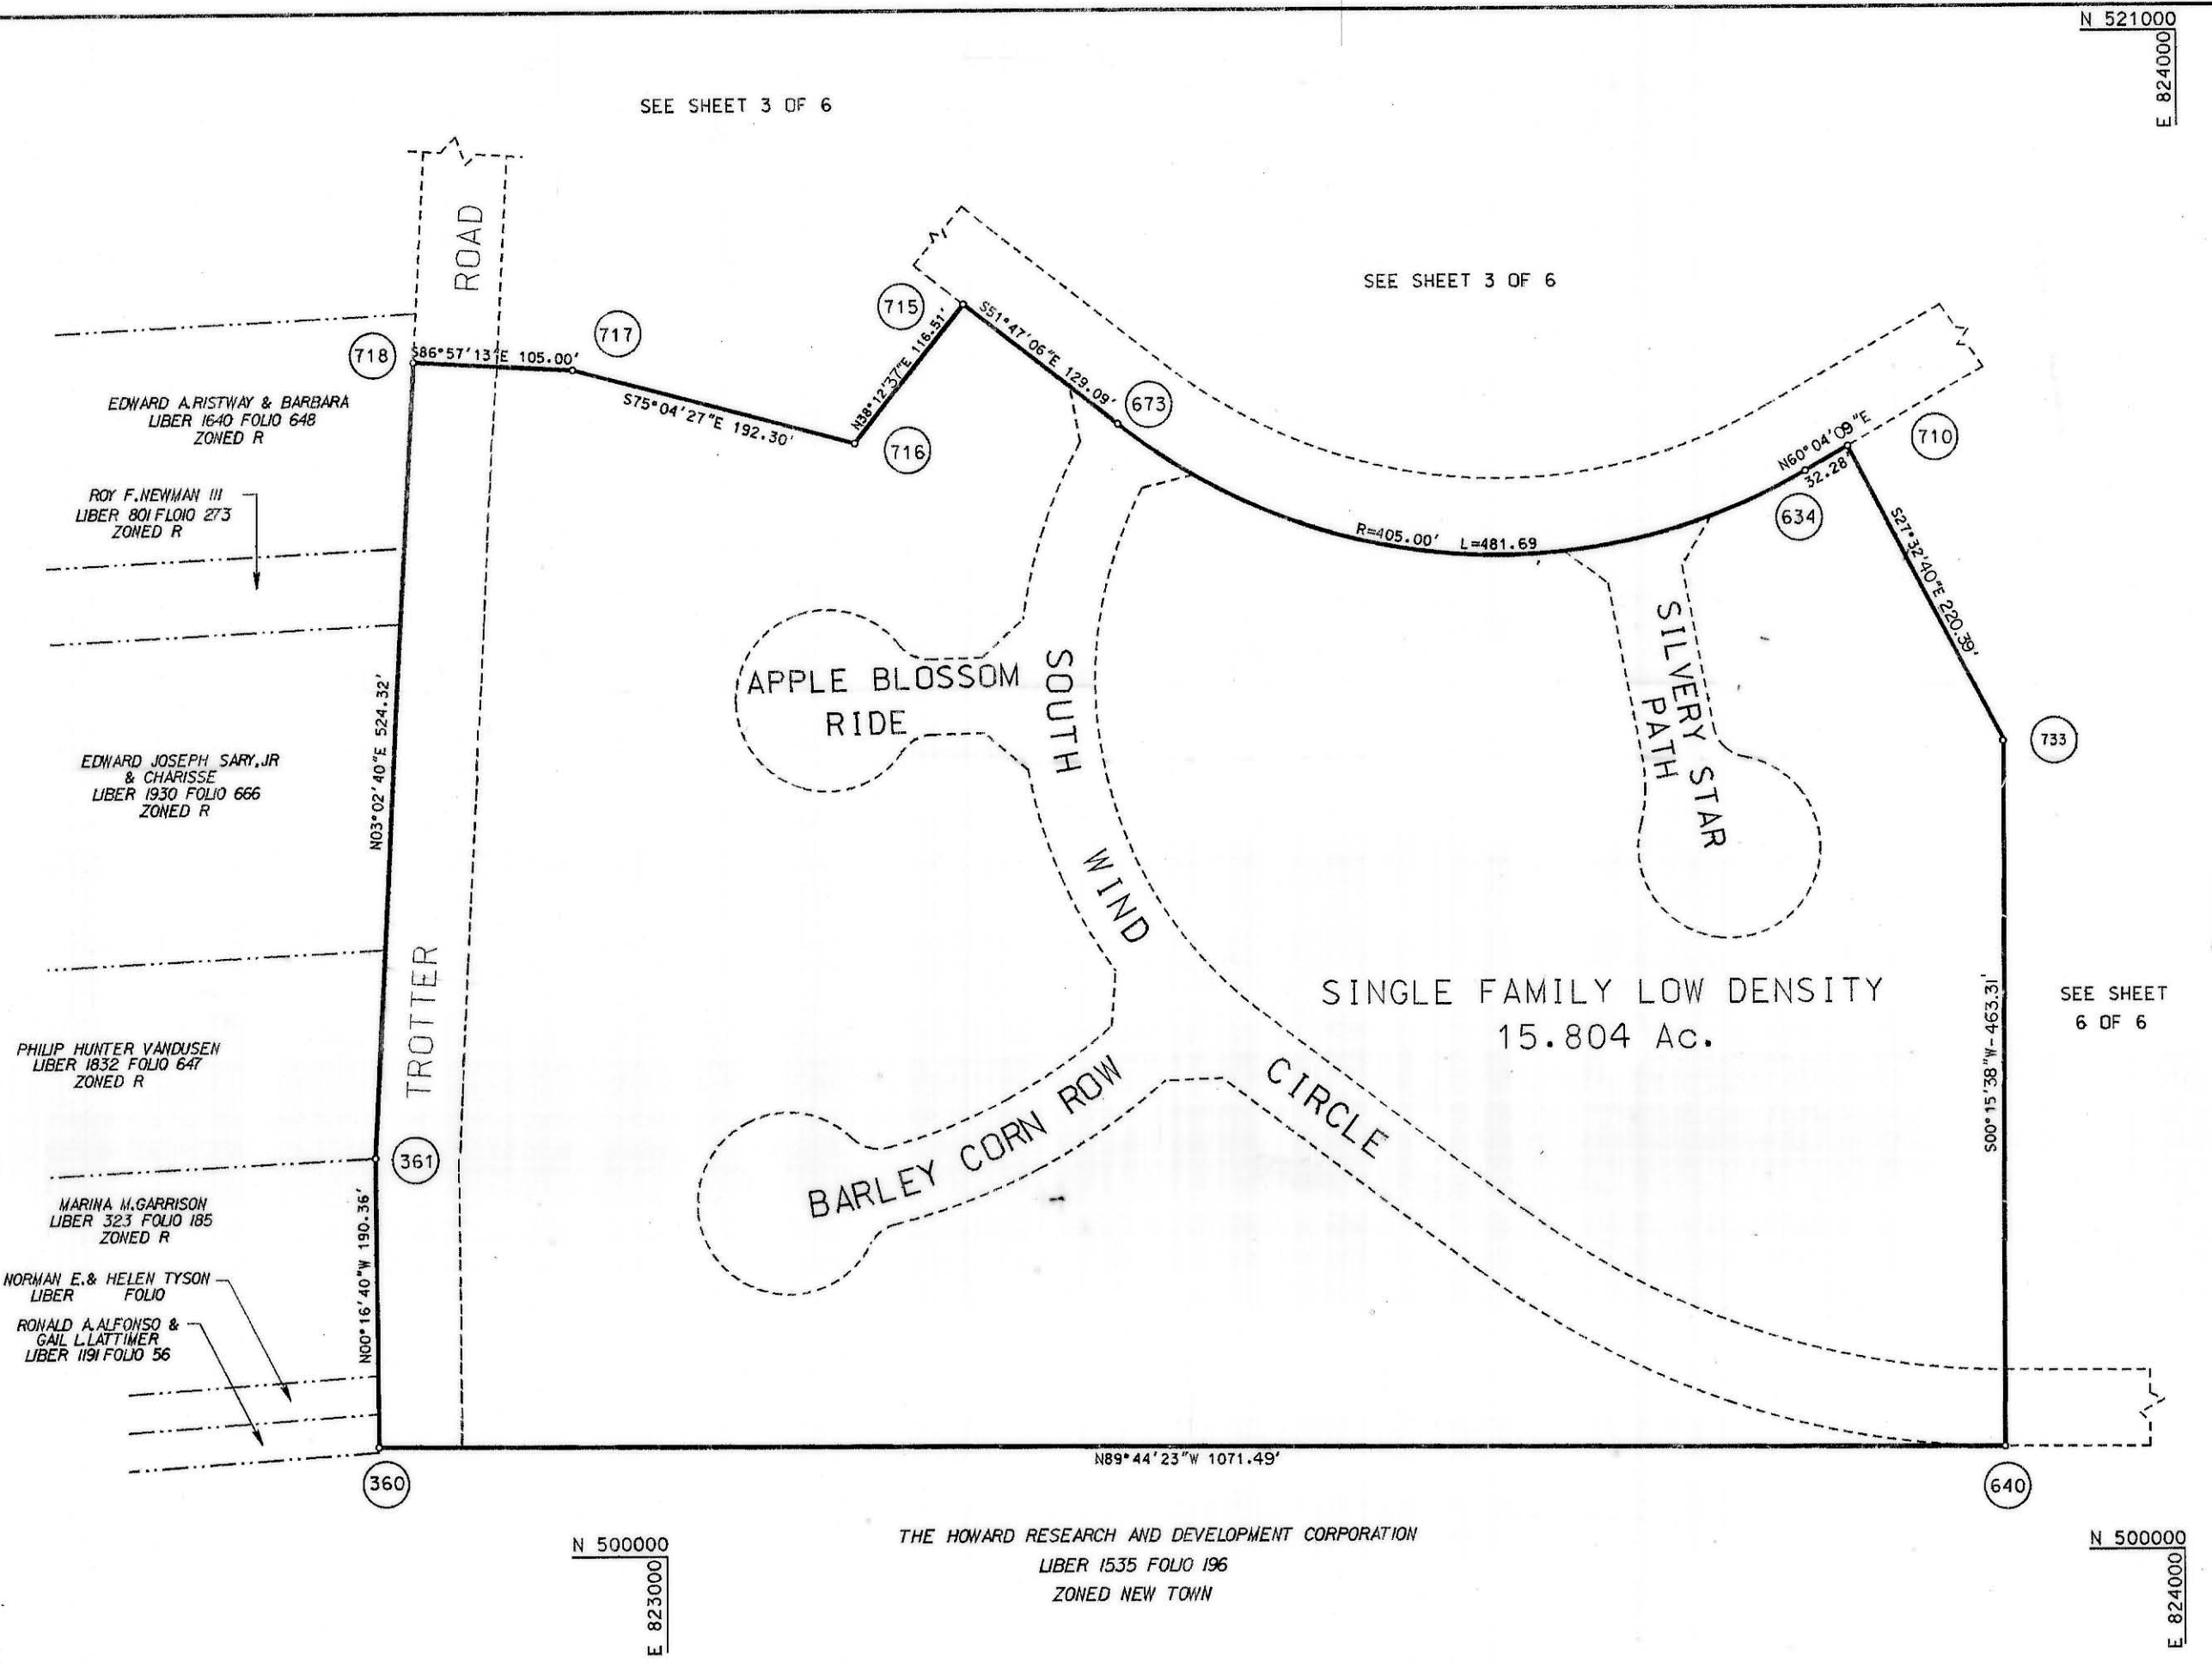 N 521000
E 824000
SEE SHEET 3 OF 6
ROAD
SEE SHEET 3 OF 6
715
S51°47'06"E 129.09'
717
718
S86°57'13"E 105.00'
N38°12'37"E 116.51'
673
S75°04'27"E 192.30'
716
N60°04'09"E
32.28'
710
634
EDWARD A.RISTWAY & BARBARA
LIBER 1640 FOLIO 648
ZONED R
ROY F.NEWMAN III
LIBER 801 FLOIO 273
ZONED R
R=405.00' L=481.69
S27°32'40"E 220.39'
APPLE BLOSSOM
RIDE
SOUTH
WIND
CIRCLE
SILVERY STAR
PATH
733
N03°02'40"E 524.32'
EDWARD JOSEPH SARY,JR
& CHARISSE
LIBER 1930 FOLIO 666
ZONED R
TROTTER
SINGLE FAMILY LOW DENSITY
15.804 Ac.
S00°15'38"W-463.31'
SEE SHEET
6 OF 6
PHILIP HUNTER VANDUSEN
LIBER 1832 FOLIO 647
ZONED R
BARLEY CORN ROW
361
MARINA M.GARRISON
LIBER 323 FOLIO 185
ZONED R
N00°16'40"W 190.36'
NORMAN E.& HELEN TYSON
LIBER FOLIO
RONALD A.ALFONSO &
GAIL L.LATTIMER
LIBER 1191 FOLIO 56
N89°44'23"W 1071.49'
360
640
THE HOWARD RESEARCH AND DEVELOPMENT CORPORATION
LIBER 1535 FOLIO 196
ZONED NEW TOWN
N 500000
E 823000
N 500000
E 824000